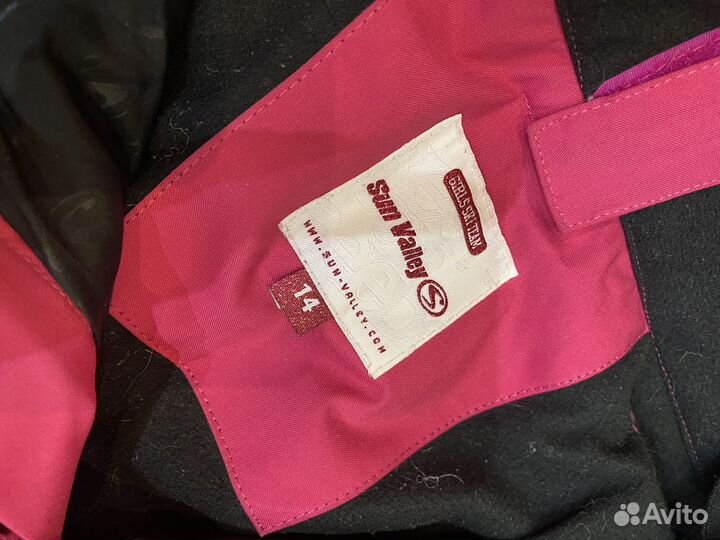 GIRLS SKI TEAM
Sun Valley S
WWW.SUN-VALLEY.COM
14
Avito